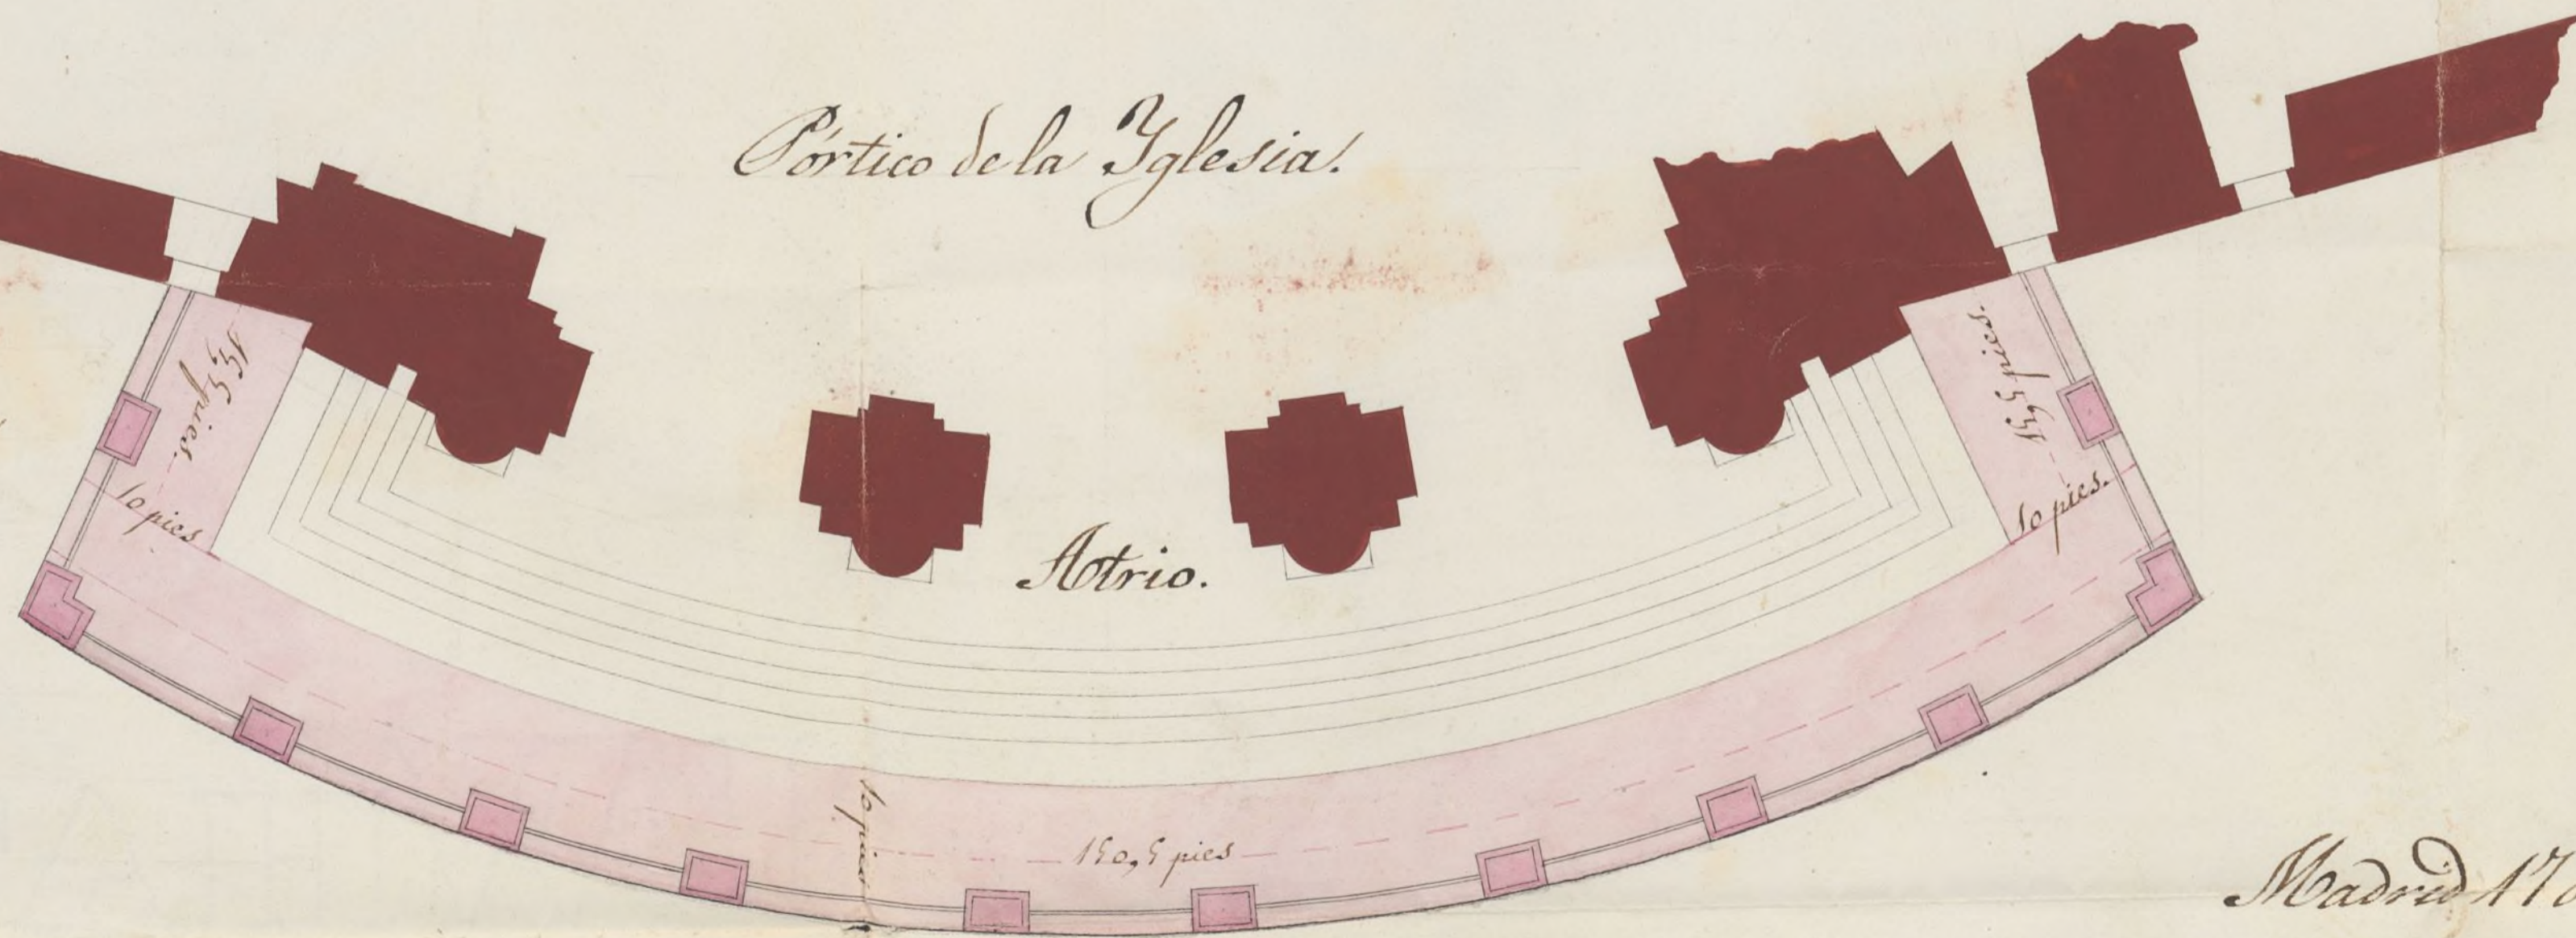 Pórtico de la Yglesia.
15,5 pies.
15,5 pies.
10 pies
10 pies.
Atrio.
10 pies
150,5 pies
Madrid 17